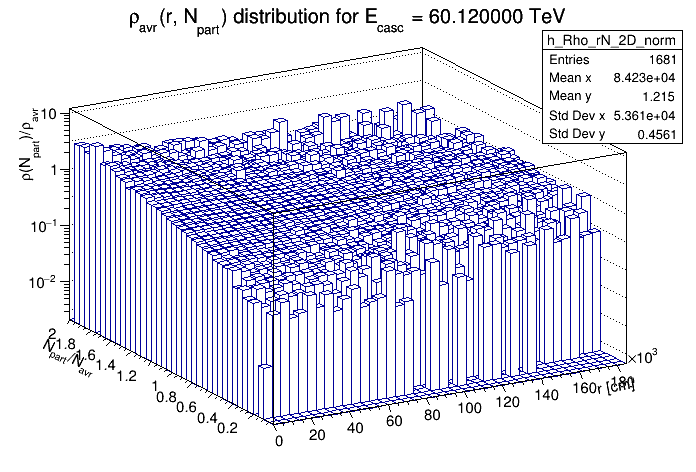 ρavr(r, Npart) distribution for Ecasc = 60.120000 TeV
h_Rho_rN_2D_norm
Entries 1681
Mean x 8.423e+04
Mean y 1.215
Std Dev x 5.361e+04
Std Dev y 0.4561
ρ(Npart)/ρavr
10
1
10−1
10−2
2
1.8
1.6
1.4
1.2
1
0.8
0.6
0.4
0.2
Npart/Navr
0
20
40
60
80
100
120
140
160
180
×10³
r [cm]